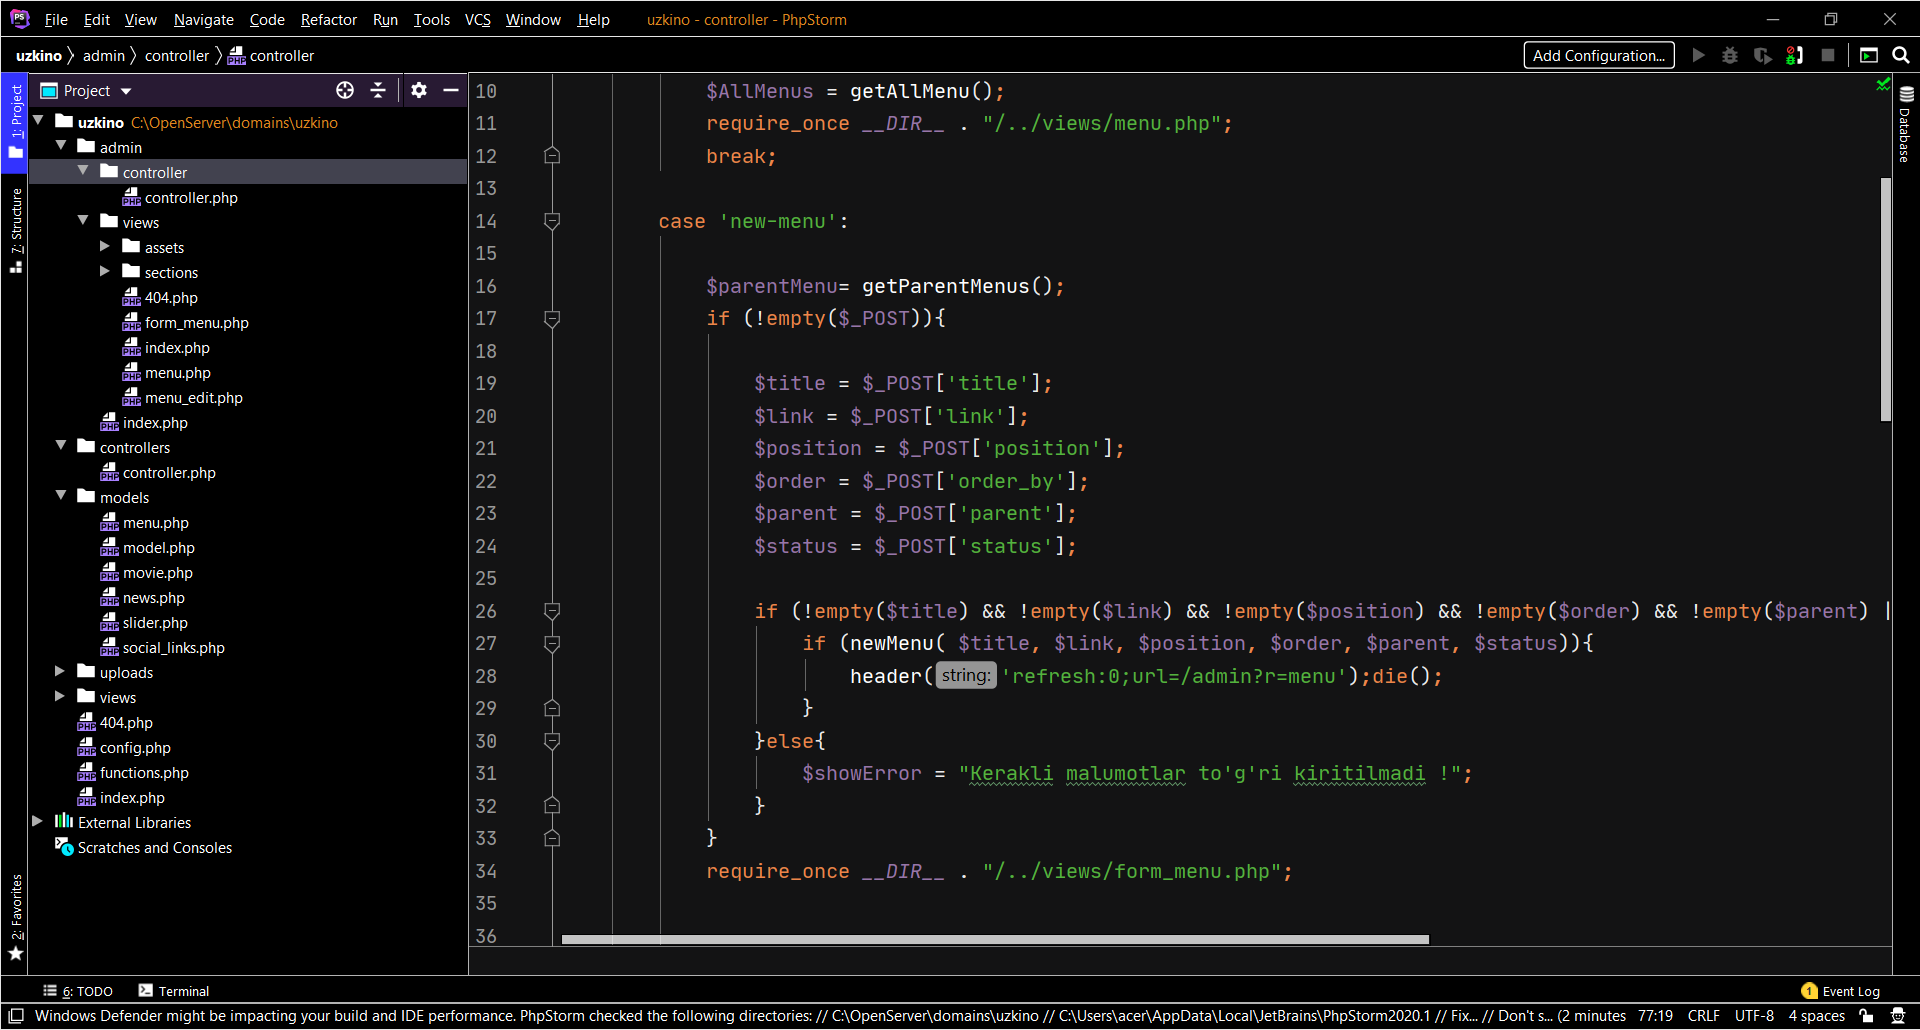 File Edit View Navigate Code Refactor Run Tools VCS Window Help uzkino - controller - PhpStorm
uzkino admin controller controller Add Configuration...
1: Project
7: Structure
2: Favorites
Project
uzkino C:\OpenServer\domains\uzkino
admin
controller
controller.php
views
assets
sections
404.php
form_menu.php
index.php
menu.php
menu_edit.php
index.php
controllers
controller.php
models
menu.php
model.php
movie.php
news.php
slider.php
social_links.php
uploads
views
404.php
config.php
functions.php
index.php
External Libraries
Scratches and Consoles
10 $AllMenus = getAllMenu();
11 require_once __DIR__ . "/../views/menu.php";
12 break;
13
14 case 'new-menu':
15
16 $parentMenu= getParentMenus();
17 if (!empty($_POST)){
18
19 $title = $_POST['title'];
20 $link = $_POST['link'];
21 $position = $_POST['position'];
22 $order = $_POST['order_by'];
23 $parent = $_POST['parent'];
24 $status = $_POST['status'];
25
26 if (!empty($title) && !empty($link) && !empty($position) && !empty($order) && !empty($parent) |
27 if (newMenu( $title, $link, $position, $order, $parent, $status)){
28 header( string: 'refresh:0;url=/admin?r=menu');die();
29 }
30 }else{
31 $showError = "Kerakli malumotlar to'g'ri kiritilmadi !";
32 }
33 }
34 require_once __DIR__ . "/../views/form_menu.php";
35
36
Database
6: TODO Terminal 1 Event Log
Windows Defender might be impacting your build and IDE performance. PhpStorm checked the following directories: // C:\OpenServer\domains\uzkino // C:\Users\acer\AppData\Local\JetBrains\PhpStorm2020.1 // Fix... // Don't s... (2 minutes 77:19 CRLF UTF-8 4 spaces